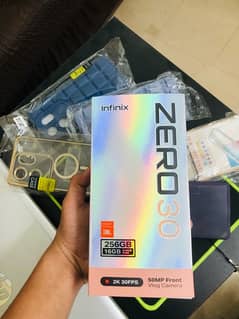 Infinix
ZERO 30
JBL
256GB
16GB
2K 30FPS
50MP Front
Vlog Camera